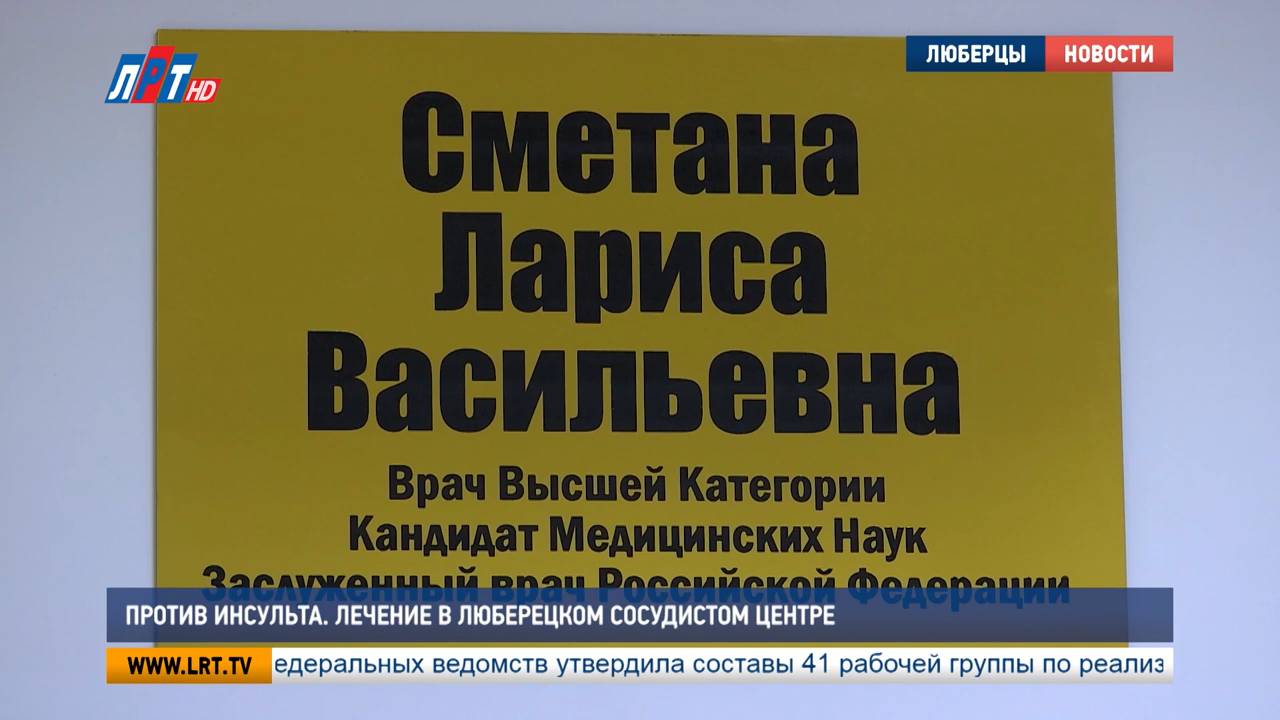 ЛРТ HD
ЛЮБЕРЦЫ НОВОСТИ
Сметана
Лариса
Васильевна
Врач Высшей Категории
Кандидат Медицинских Наук
Заслуженный врач Российской Федерации
ПРОТИВ ИНСУЛЬТА. ЛЕЧЕНИЕ В ЛЮБЕРЕЦКОМ СОСУДИСТОМ ЦЕНТРЕ
WWW.LRT.TV едеральных ведомств утвердила составы 41 рабочей группы по реализ